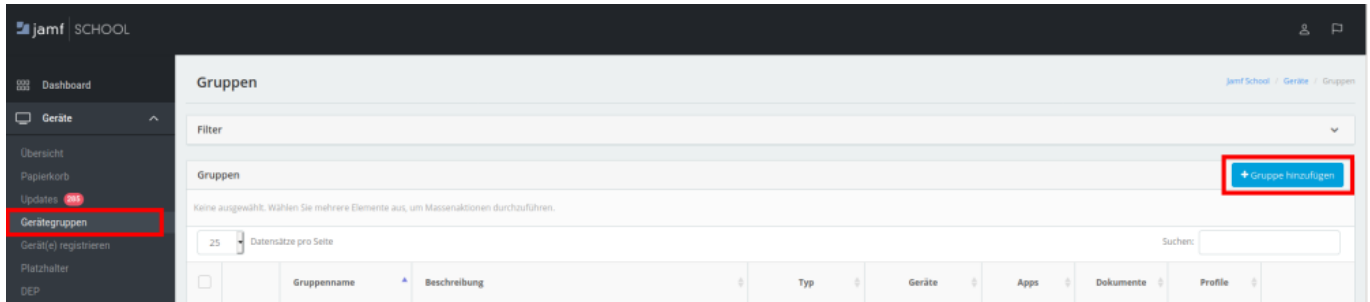 jamf SCHOOL
Dashboard
Geräte
Übersicht
Papierkorb
Updates 205
Gerätegruppen
Gerät(e) registrieren
Platzhalter
DEP
Gruppen
Jamf School / Geräte / Gruppen
Filter
Gruppen
+ Gruppe hinzufügen
Keine ausgewählt. Wählen Sie mehrere Elemente aus, um Massenaktionen durchzuführen.
25 Datensätze pro Seite
Suchen:
Gruppenname Beschreibung Typ Geräte Apps Dokumente Profile